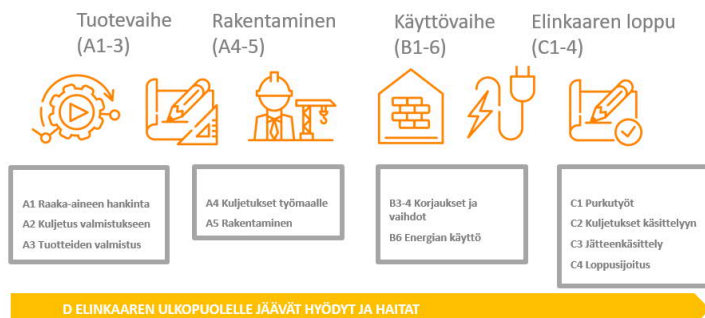 Tuotevaihe
(A1-3)
Rakentaminen
(A4-5)
Käyttövaihe
(B1-6)
Elinkaaren loppu
(C1-4)
A1 Raaka-aineen hankinta
A2 Kuljetus valmistukseen
A3 Tuotteiden valmistus
A4 Kuljetukset työmaalle
A5 Rakentaminen
B3-4 Korjaukset ja
vaihdot
B6 Energian käyttö
C1 Purkutyöt
C2 Kuljetukset käsittelyyn
C3 Jätteenkäsittely
C4 Loppusijoitus
D ELINKAAREN ULKOPUOLELLE JÄÄVÄT HYÖDYT JA HAITAT